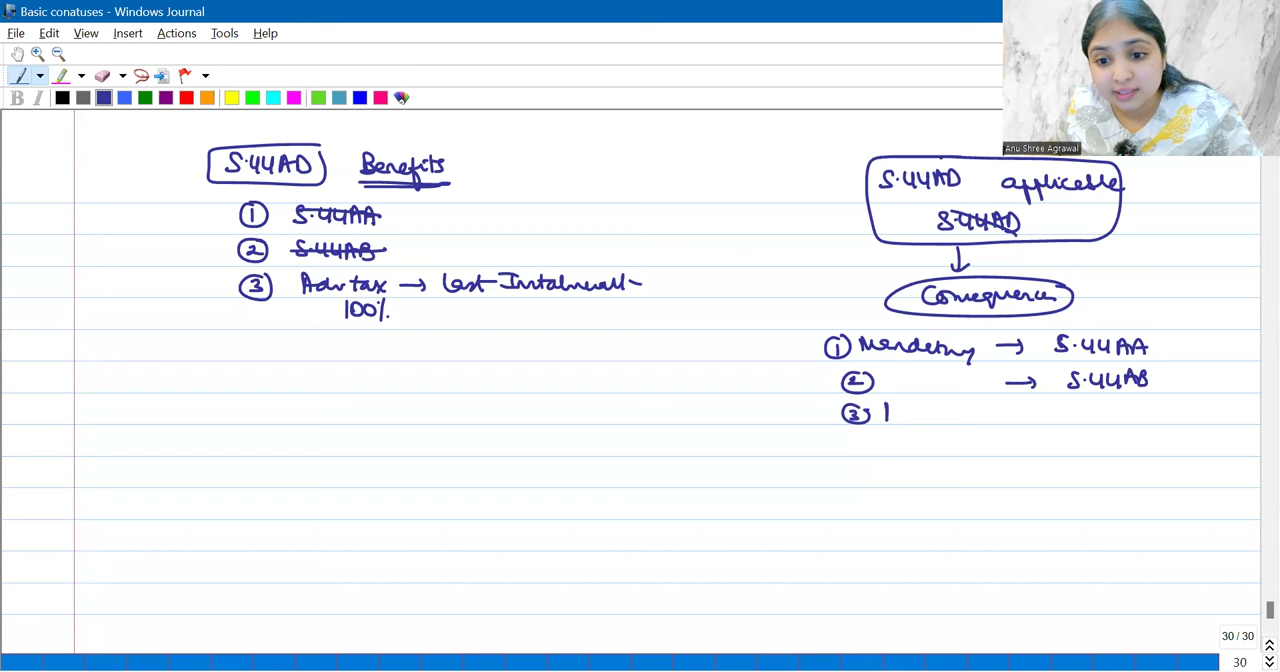 Basic conatuses - Windows Journal
File Edit View Insert Actions Tools Help
B I
Anu Shree Agrawal
S.44AD Benefits
① S.44AA
② S.44AB
③ Adv tax → Last Instalment
100%
S.44AD applicable
S.44AD
Consequences
① Mandatory → S.44AA
② → S.44AB
③
30 / 30
30